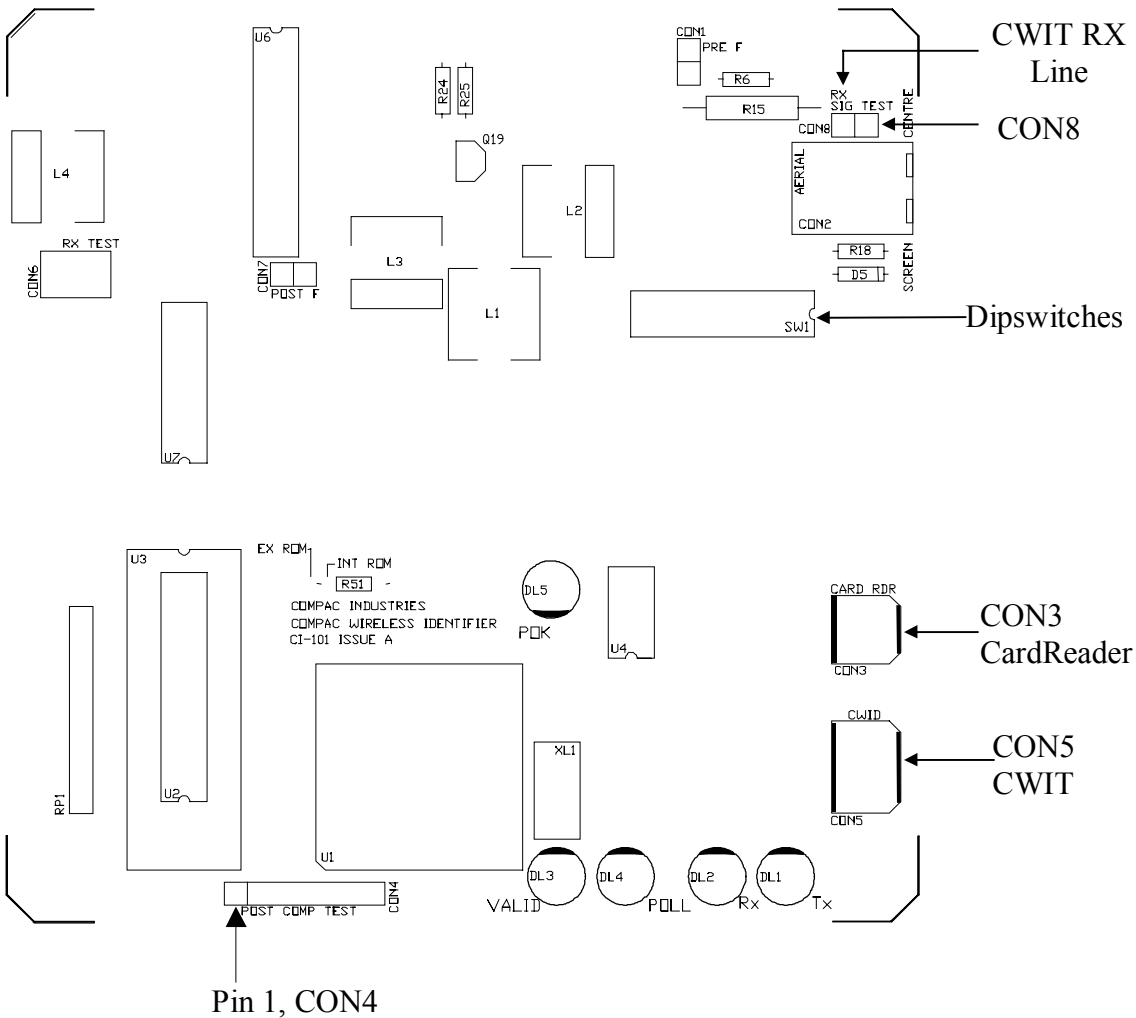 U6
CON1
PRE F
R6
R15
RX
SIG TEST
CON8
CENTRE
CWIT RX
Line
CON8
R24
R25
Q19
L4
L2
AERIAL
CON2
RX TEST
CON6
CON7
POST F
L3
L1
R18
D5
SCREEN
SW1
Dipswitches
U7
U3
EX ROM
INT ROM
R51
COMPAC INDUSTRIES
COMPAC WIRELESS IDENTIFIER
CI-101 ISSUE A
DL5
POK
U4
CARD RDR
CON3
CON3
CardReader
CWID
CON5
CON5
CWIT
XL1
RP1
U2
U1
DL3
DL4
DL2
DL1
VALID
POLL
Rx
Tx
CON4
POST COMP TEST
Pin 1, CON4